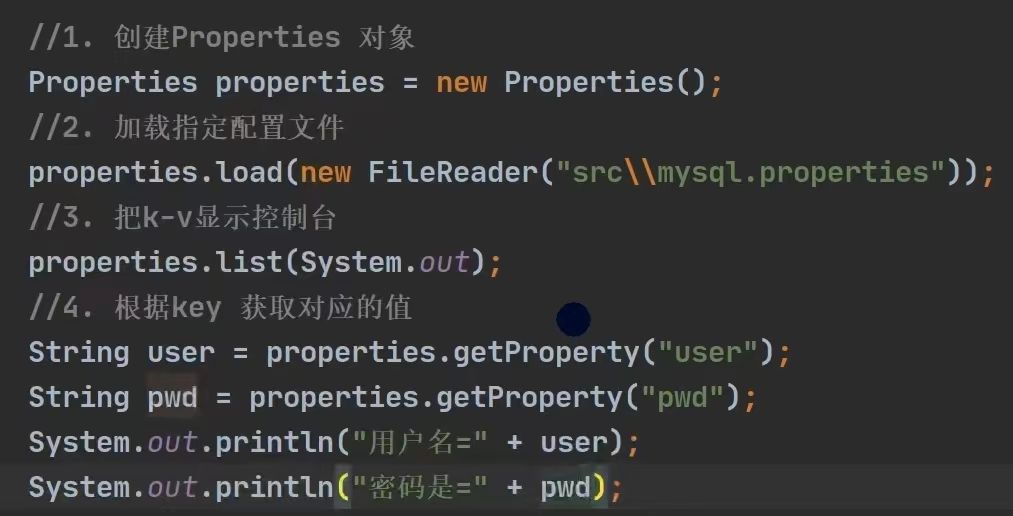 //1. 创建Properties 对象
Properties properties = new Properties();
//2. 加载指定配置文件
properties.load(new FileReader("src\\mysql.properties"));
//3. 把k-v显示控制台
properties.list(System.out);
//4. 根据key 获取对应的值
String user = properties.getProperty("user");
String pwd = properties.getProperty("pwd");
System.out.println("用户名=" + user);
System.out.println("密码是=" + pwd);